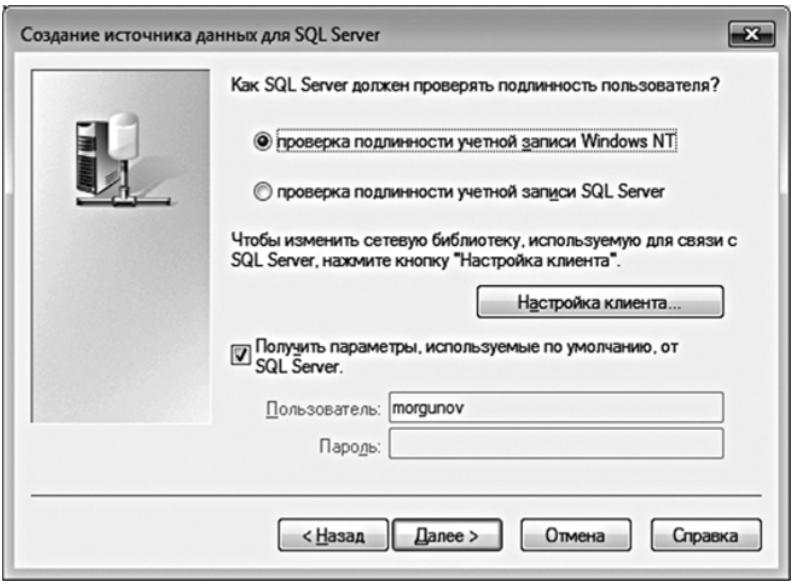 Создание источника данных для SQL Server
Как SQL Server должен проверять подлинность пользователя?
проверка подлинности учетной записи Windows NT
проверка подлинности учетной записи SQL Server
Чтобы изменить сетевую библиотеку, используемую для связи с
SQL Server, нажмите кнопку "Настройка клиента".
Настройка клиента...
Получить параметры, используемые по умолчанию, от
SQL Server.
Пользователь: morgunov
Пароль:
< Назад Далее > Отмена Справка